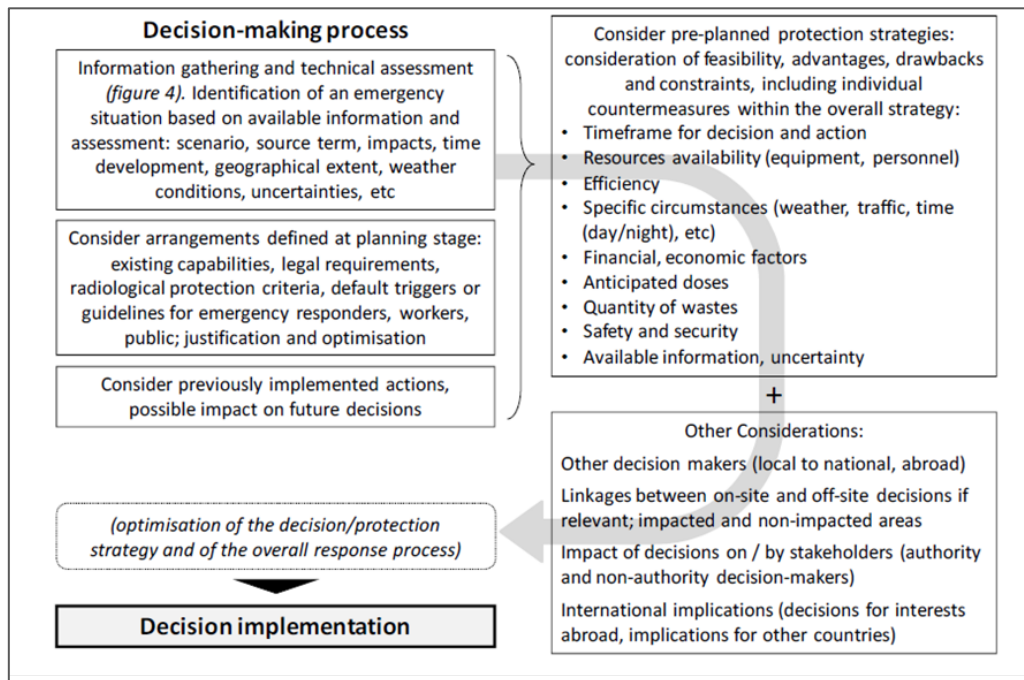 Decision-making process
Information gathering and technical assessment
(figure 4). Identification of an emergency
situation based on available information and
assessment: scenario, source term, impacts, time
development, geographical extent, weather
conditions, uncertainties, etc
Consider arrangements defined at planning stage:
existing capabilities, legal requirements,
radiological protection criteria, default triggers or
guidelines for emergency responders, workers,
public; justification and optimisation
Consider previously implemented actions,
possible impact on future decisions
Consider pre-planned protection strategies:
consideration of feasibility, advantages, drawbacks
and constraints, including individual
countermeasures within the overall strategy:
• Timeframe for decision and action
• Resources availability (equipment, personnel)
• Efficiency
• Specific circumstances (weather, traffic, time
(day/night), etc)
• Financial, economic factors
• Anticipated doses
• Quantity of wastes
• Safety and security
• Available information, uncertainty
+
Other Considerations:
Other decision makers (local to national, abroad)
Linkages between on-site and off-site decisions if
relevant; impacted and non-impacted areas
Impact of decisions on / by stakeholders (authority
and non-authority decision-makers)
International implications (decisions for interests
abroad, implications for other countries)
(optimisation of the decision/protection
strategy and of the overall response process)
Decision implementation